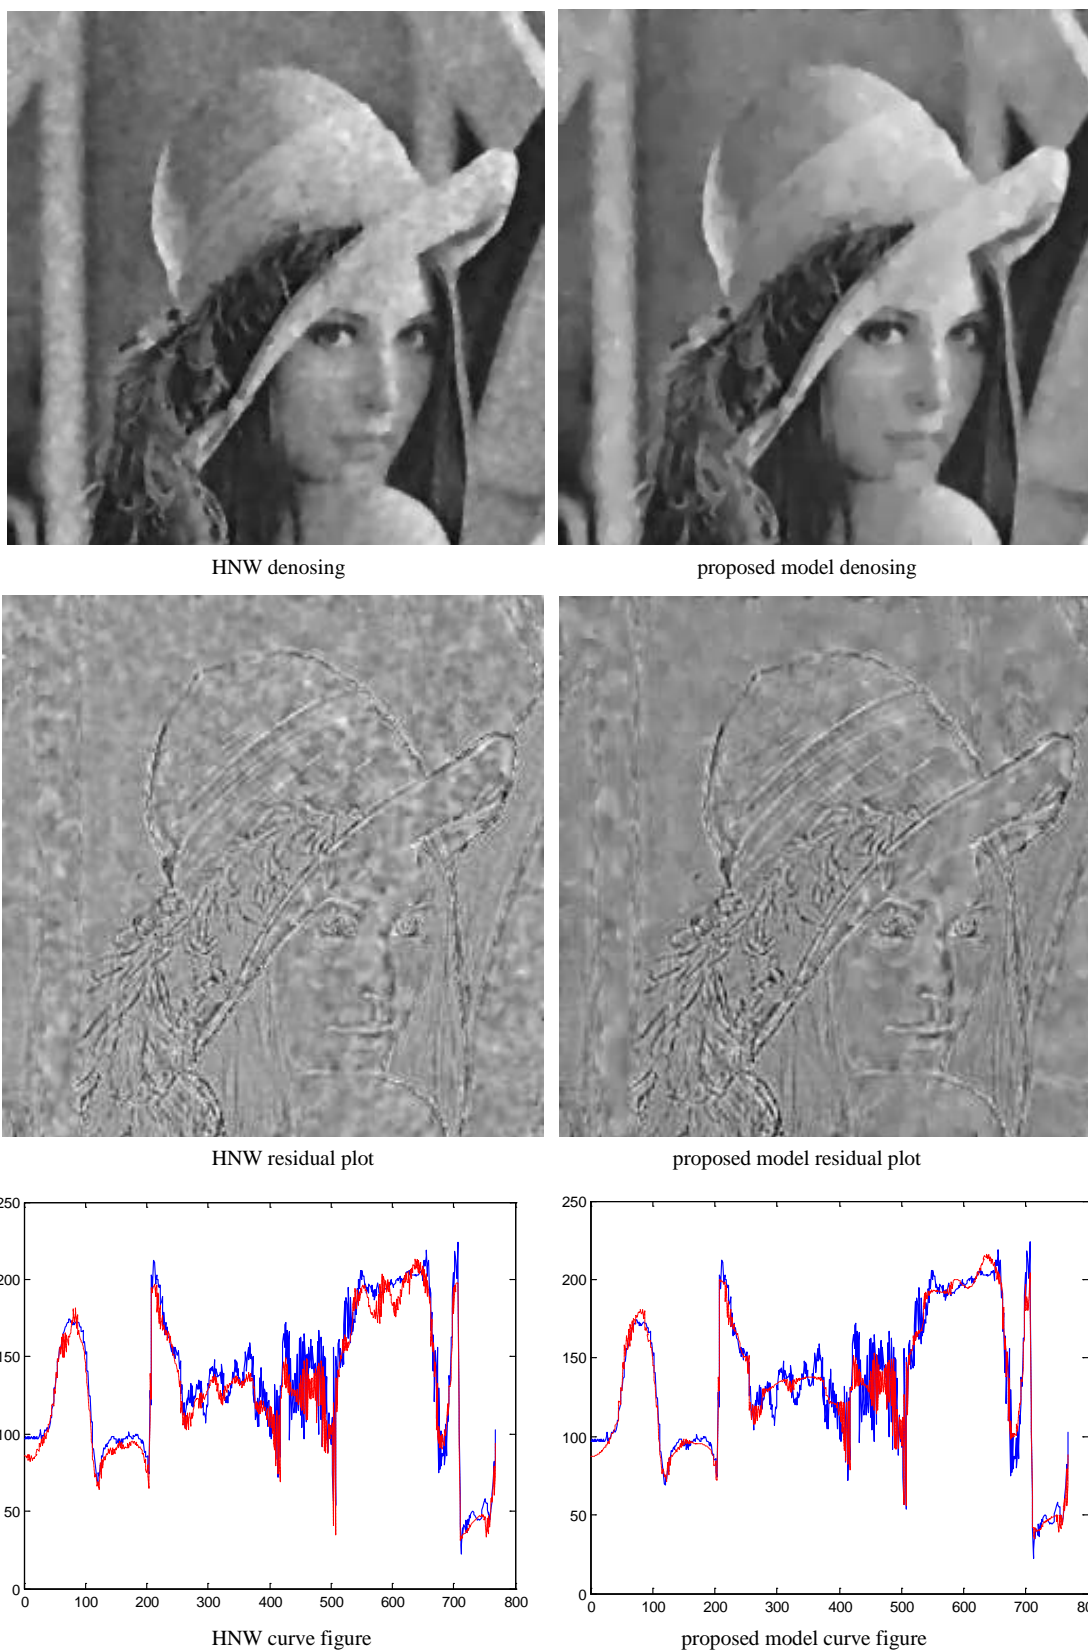 HNW denosing
proposed model denosing
HNW residual plot
proposed model residual plot
250
200
150
100
50
0
0 100 200 300 400 500 600 700 800
HNW curve figure
250
200
150
100
50
0
0 100 200 300 400 500 600 700
proposed model curve figure